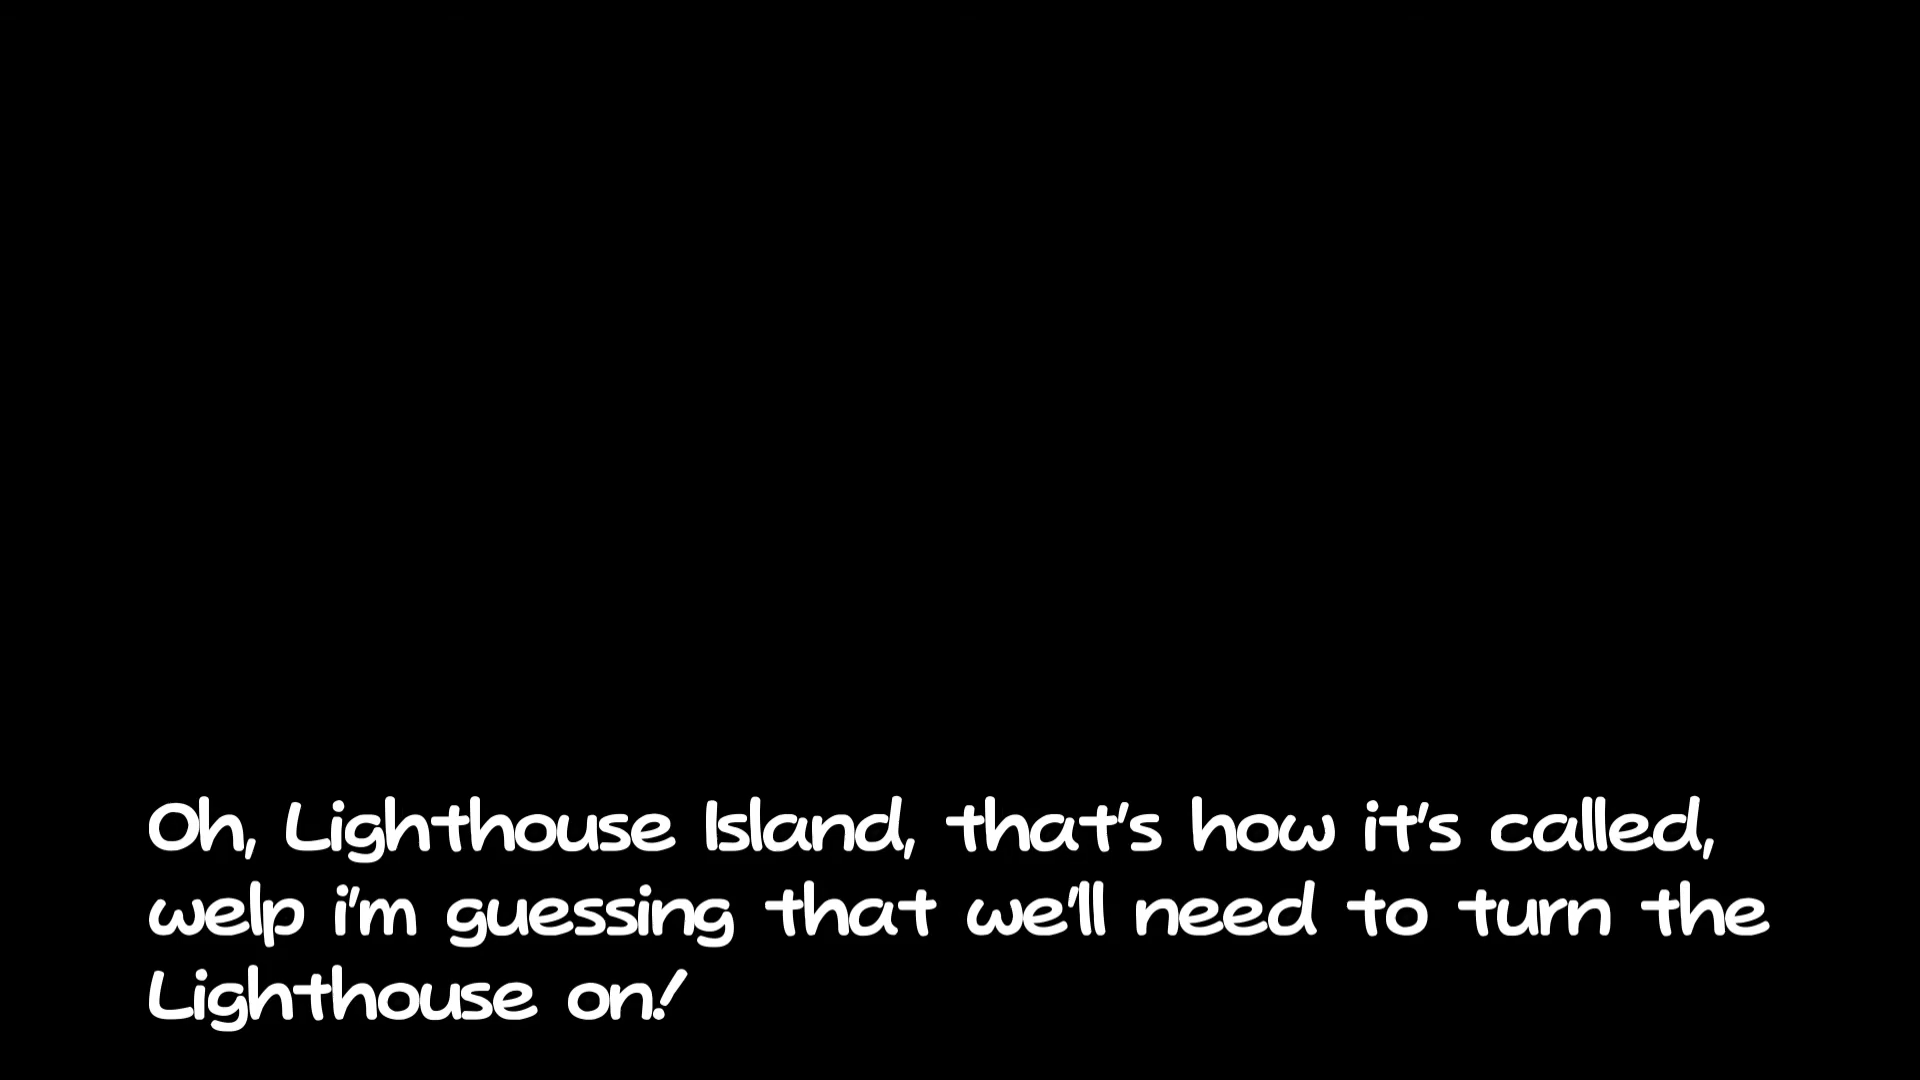 Oh, Lighthouse Island, that's how it's called,
welp i'm guessing that we'll need to turn the
Lighthouse on!